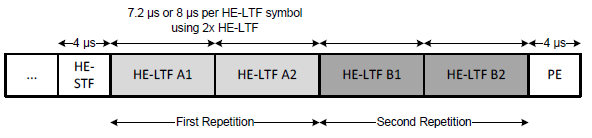 7.2 µs or 8 µs per HE-LTF symbol
using 2x HE-LTF
4 µs
4 µs
...
HE-
STF
HE-LTF A1
HE-LTF A2
HE-LTF B1
HE-LTF B2
PE
First Repetition
Second Repetition